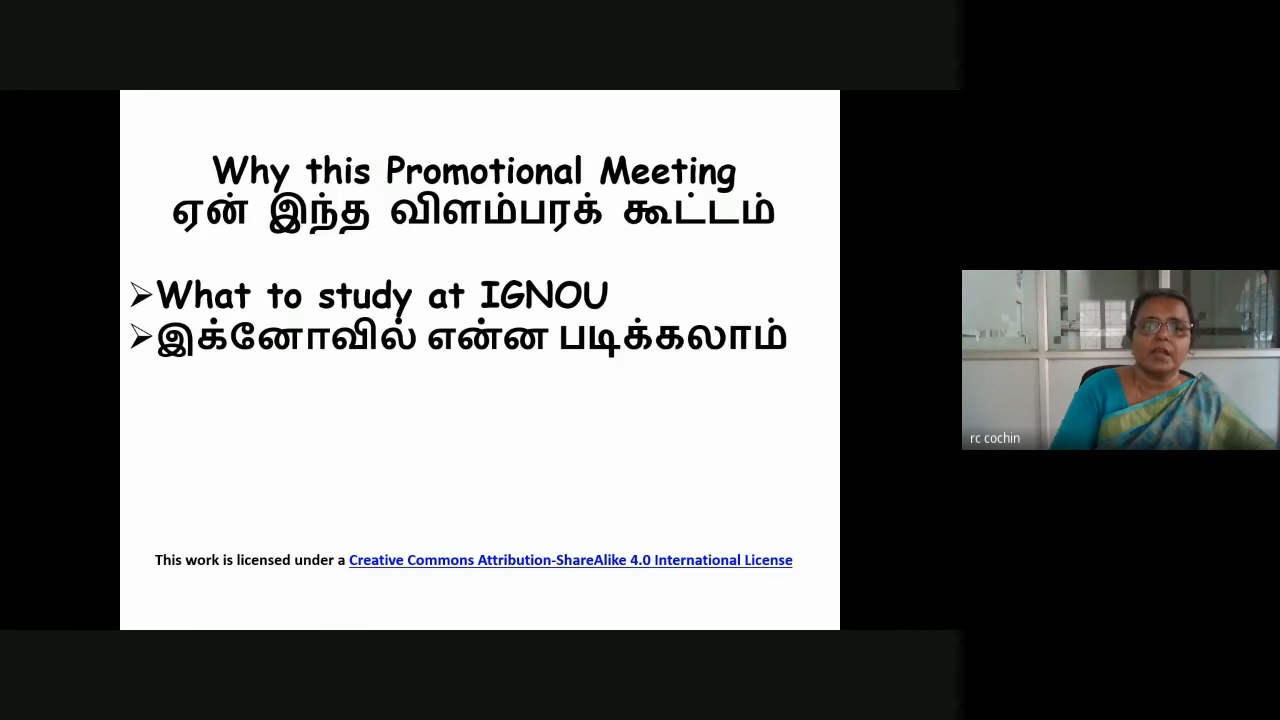 Why this Promotional Meeting
ஏன் இந்த விளம்பரக் கூட்டம்
➢What to study at IGNOU
➢இக்னோவில் என்ன படிக்கலாம்
This work is licensed under a Creative Commons Attribution-ShareAlike 4.0 International License
rc cochin